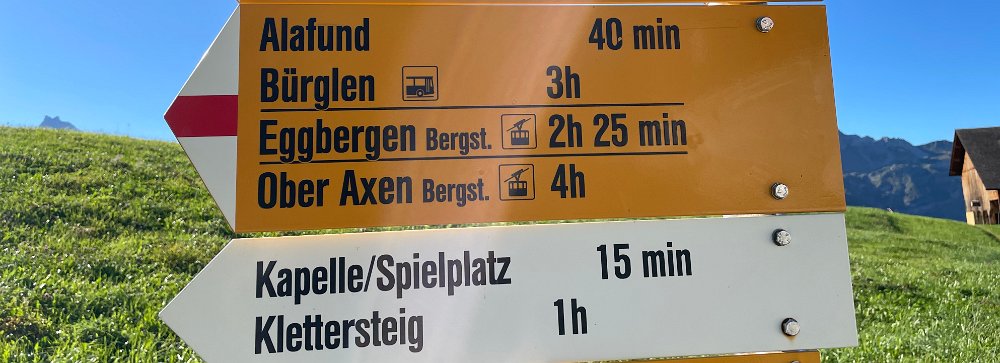 Alafund 40 min
Bürglen 3h
Eggbergen Bergst. 2h 25 min
Ober Axen Bergst. 4h
Kapelle/Spielplatz 15 min
Klettersteig 1h